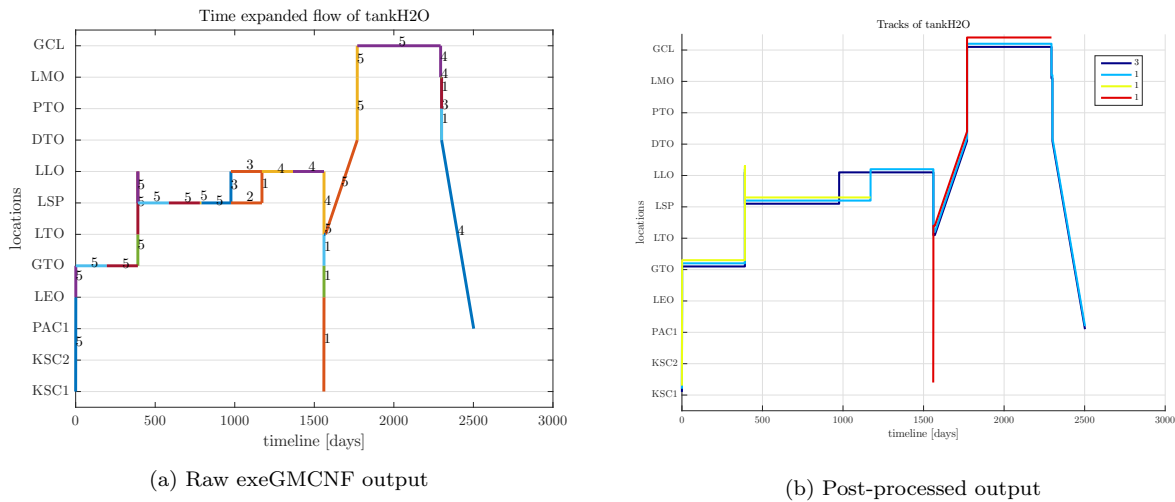 Time expanded flow of tankH2O
GCL
LMO
PTO
DTO
LLO
LSP
LTO
GTO
LEO
PAC1
KSC2
KSC1
locations
5
5
4
4
5
1
3
1
5
3
4
4
5
1
5
5
5
5
3
5
2
4
5
5
4
5
1
5
5
5
1
5
1
0
500
1000
1500
2000
2500
3000
timeline [days]
(a) Raw exeGMCNF output
Tracks of tankH2O
GCL
LMO
PTO
DTO
LLO
LSP
LTO
GTO
LEO
PAC1
KSC2
KSC1
locations
3
1
1
1
0
500
1000
1500
2000
2500
3000
timeline [days]
(b) Post-processed output